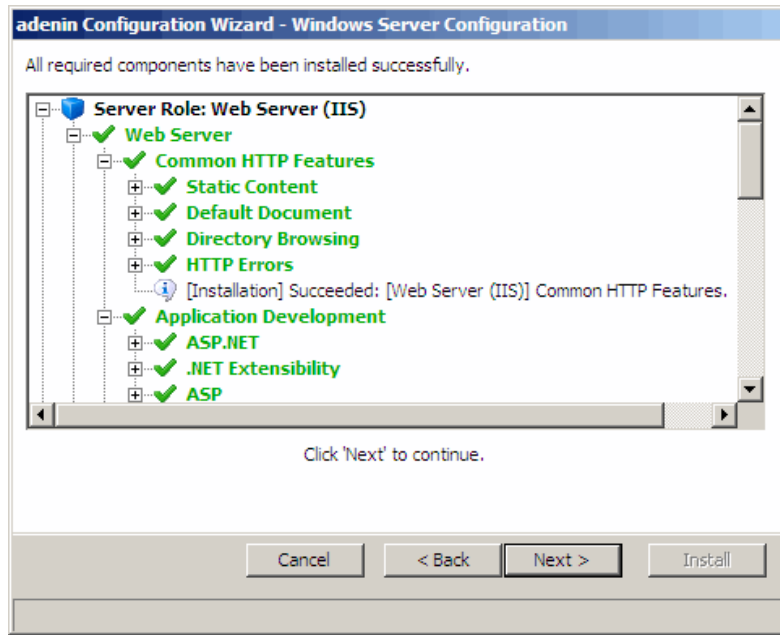 adenin Configuration Wizard - Windows Server Configuration
All required components have been installed successfully.
Server Role: Web Server (IIS)
Web Server
Common HTTP Features
Static Content
Default Document
Directory Browsing
HTTP Errors
[Installation] Succeeded: [Web Server (IIS)] Common HTTP Features.
Application Development
ASP.NET
.NET Extensibility
ASP
Click 'Next' to continue.
Cancel < Back Next > Install